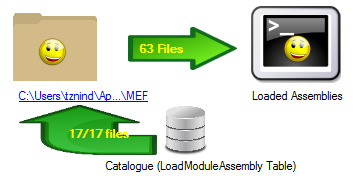 63 Files
>_
C:\Users\tznind\Ap...\MEF
Loaded Assemblies
17/17 files
Catalogue (LoadModuleAssembly Table)